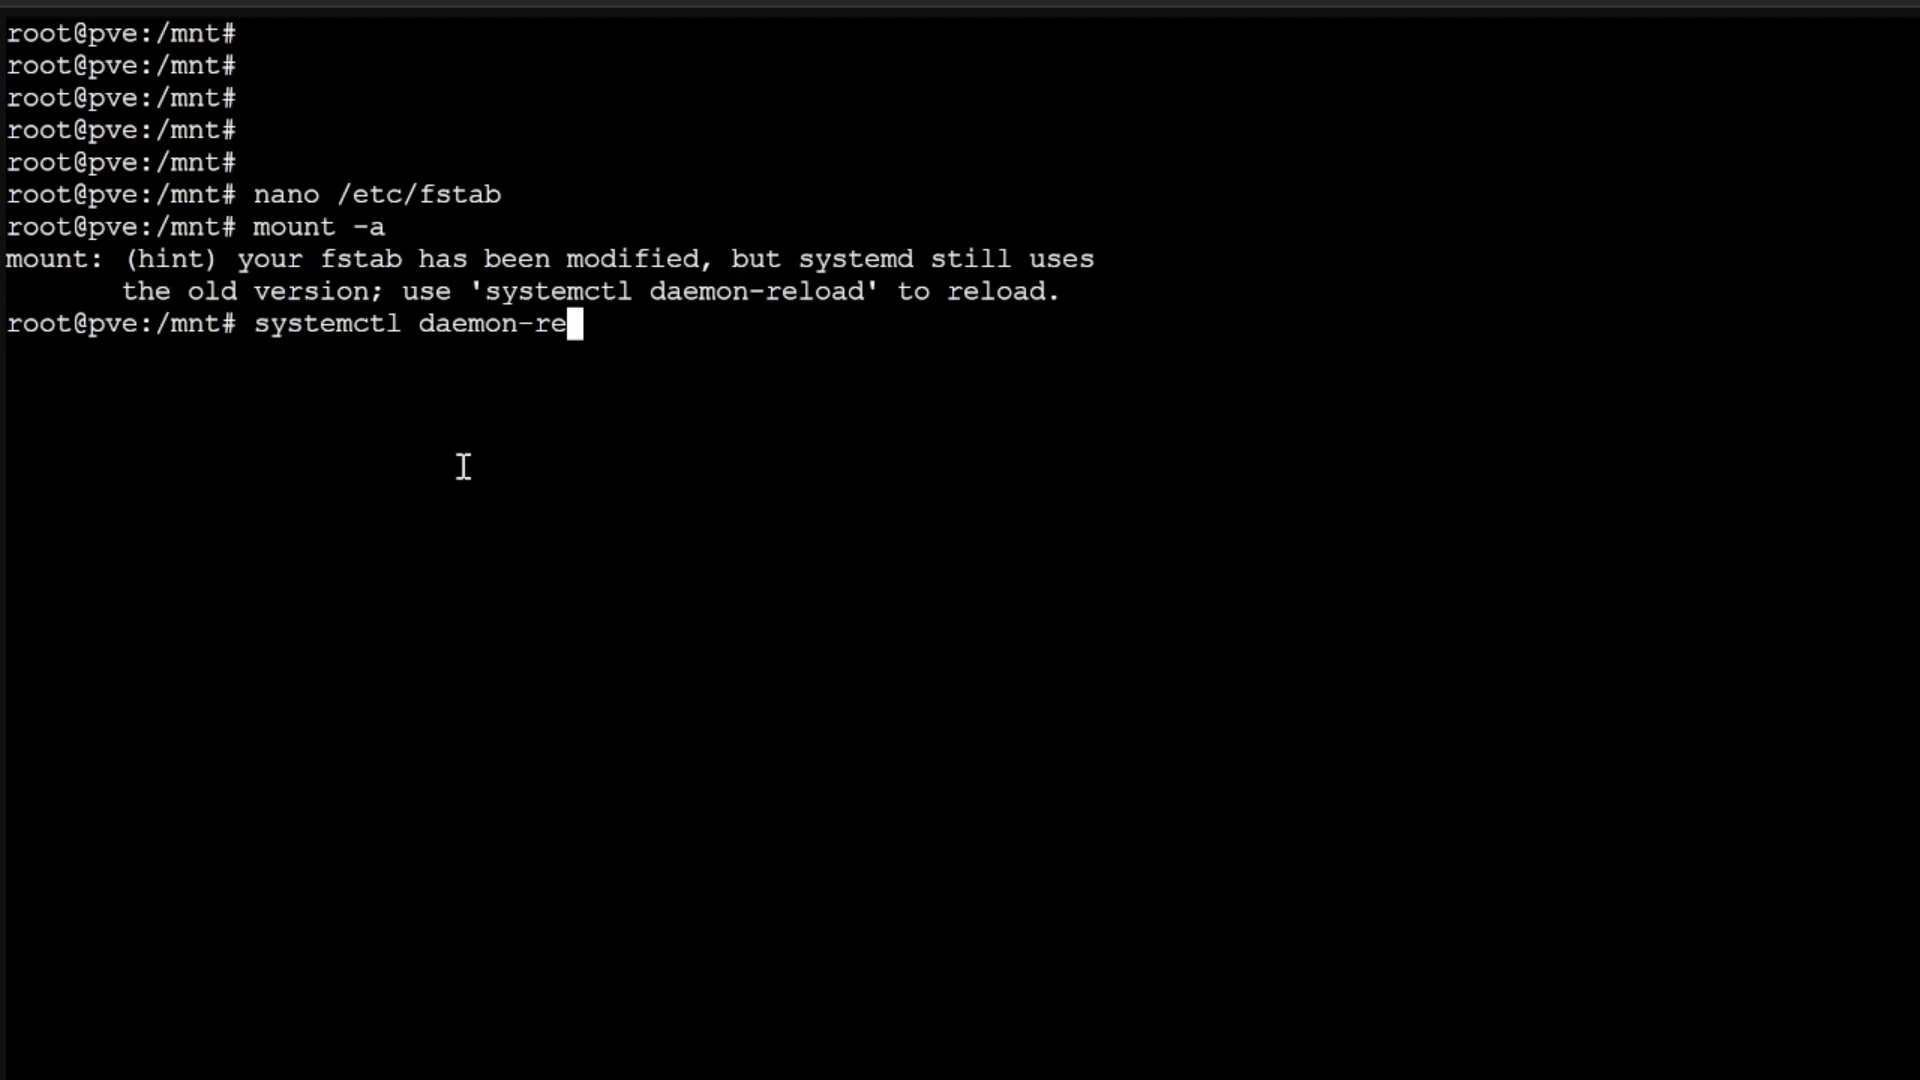 root@pve:/mnt#
root@pve:/mnt#
root@pve:/mnt#
root@pve:/mnt#
root@pve:/mnt#
root@pve:/mnt# nano /etc/fstab
root@pve:/mnt# mount -a
mount: (hint) your fstab has been modified, but systemd still uses
       the old version; use 'systemctl daemon-reload' to reload.
root@pve:/mnt# systemctl daemon-re